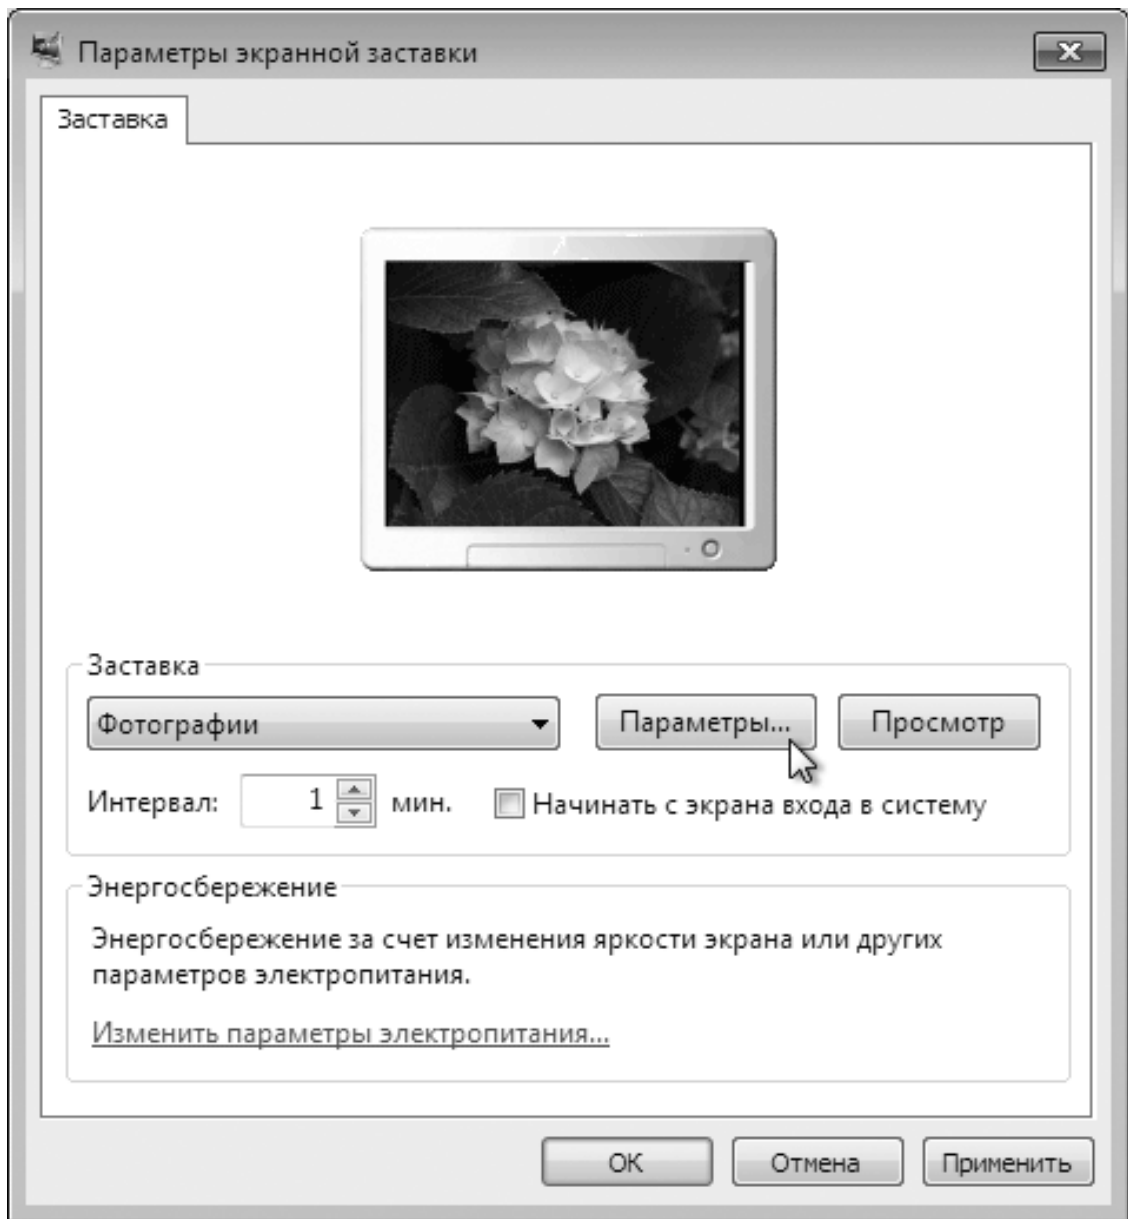 Параметры экранной заставки
Заставка
Заставка
Фотографии
Параметры...
Просмотр
Интервал: 1 мин.
Начинать с экрана входа в систему
Энергосбережение
Энергосбережение за счет изменения яркости экрана или других
параметров электропитания.
Изменить параметры электропитания...
ОК
Отмена
Применить